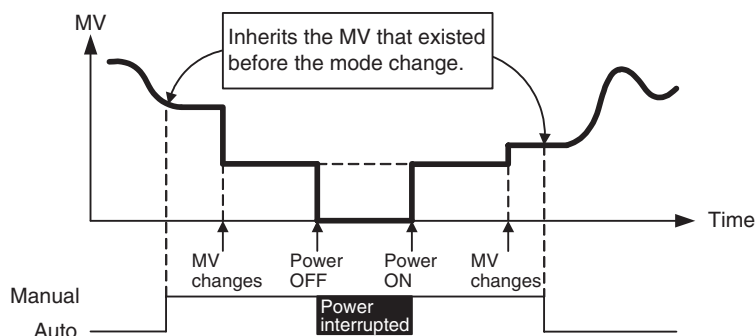 MV
Inherits the MV that existed
before the mode change.
Time
MV
changes
Power
OFF
Power
ON
MV
changes
Manual
Power
interrupted
Auto